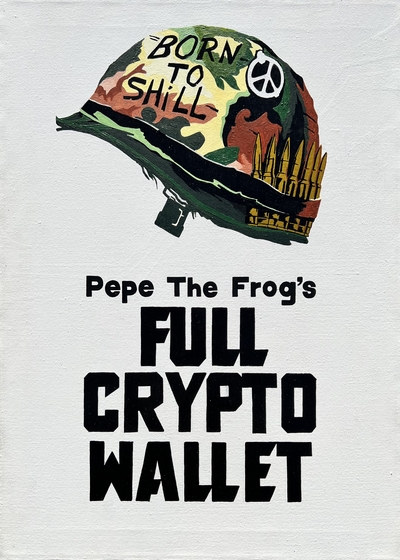 "BORN
TO
SHiLL
Pepe The Frog's
FULL
CRYPTO
WALLET